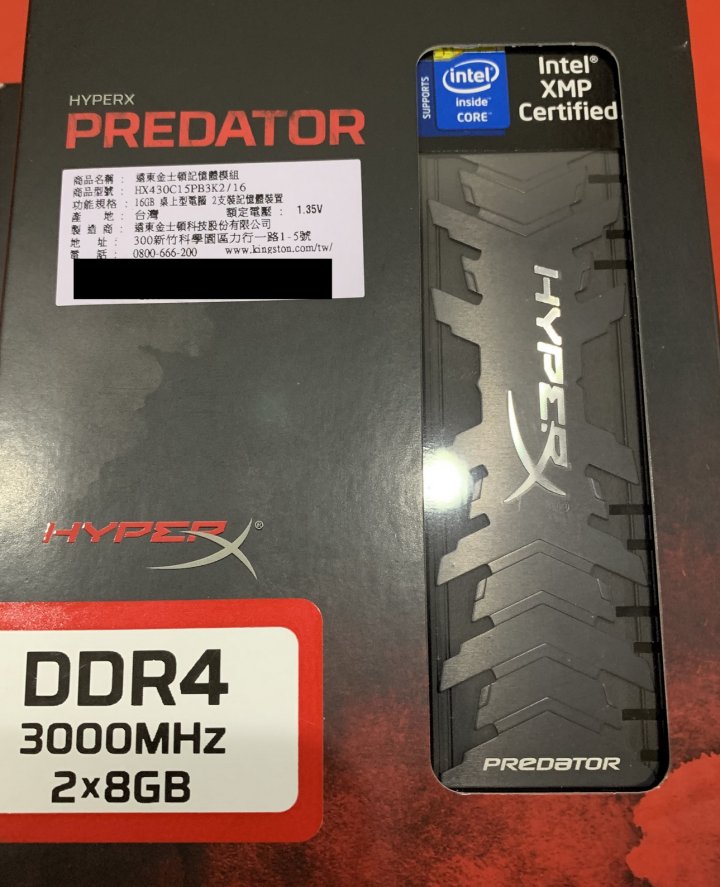 HYPERX
PREDATOR
商品名稱： 遠東金士頓記憶體模組
商品型號： HX430C15PB3K2/16
功能規格： 16GB 桌上型電腦 2支裝記憶體裝置
產 地： 台灣 額定電壓： 1.35V
製造商： 遠東金士頓科技股份有限公司
地 址： 300新竹科學園區力行一路1-5號
電 話： 0800-666-200 www.kingston.com/tw/
SUPPORTS
intel®
inside™
CORE™
Intel®
XMP
Certified
HYPERX
HYPERX®
DDR4
3000MHz
2x8GB
PREDATOR